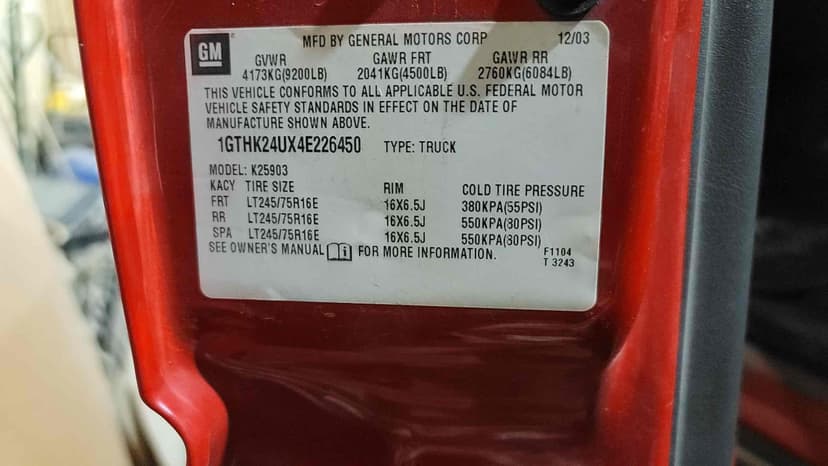 GM
MFD BY GENERAL MOTORS CORP 12/03
GVWR GAWR FRT GAWR RR
4173KG(9200LB) 2041KG(4500LB) 2760KG(6084LB)
THIS VEHICLE CONFORMS TO ALL APPLICABLE U.S. FEDERAL MOTOR
VEHICLE SAFETY STANDARDS IN EFFECT ON THE DATE OF
MANUFACTURE SHOWN ABOVE.
1GTHK24UX4E226450 TYPE: TRUCK
MODEL: K25903
KACY TIRE SIZE RIM COLD TIRE PRESSURE
FRT LT245/75R16E 16X6.5J 380KPA(55PSI)
RR LT245/75R16E 16X6.5J 550KPA(30PSI)
SPA LT245/75R16E 16X6.5J 550KPA(30PSI)
SEE OWNER'S MANUAL FOR MORE INFORMATION.
F1104
T 3243